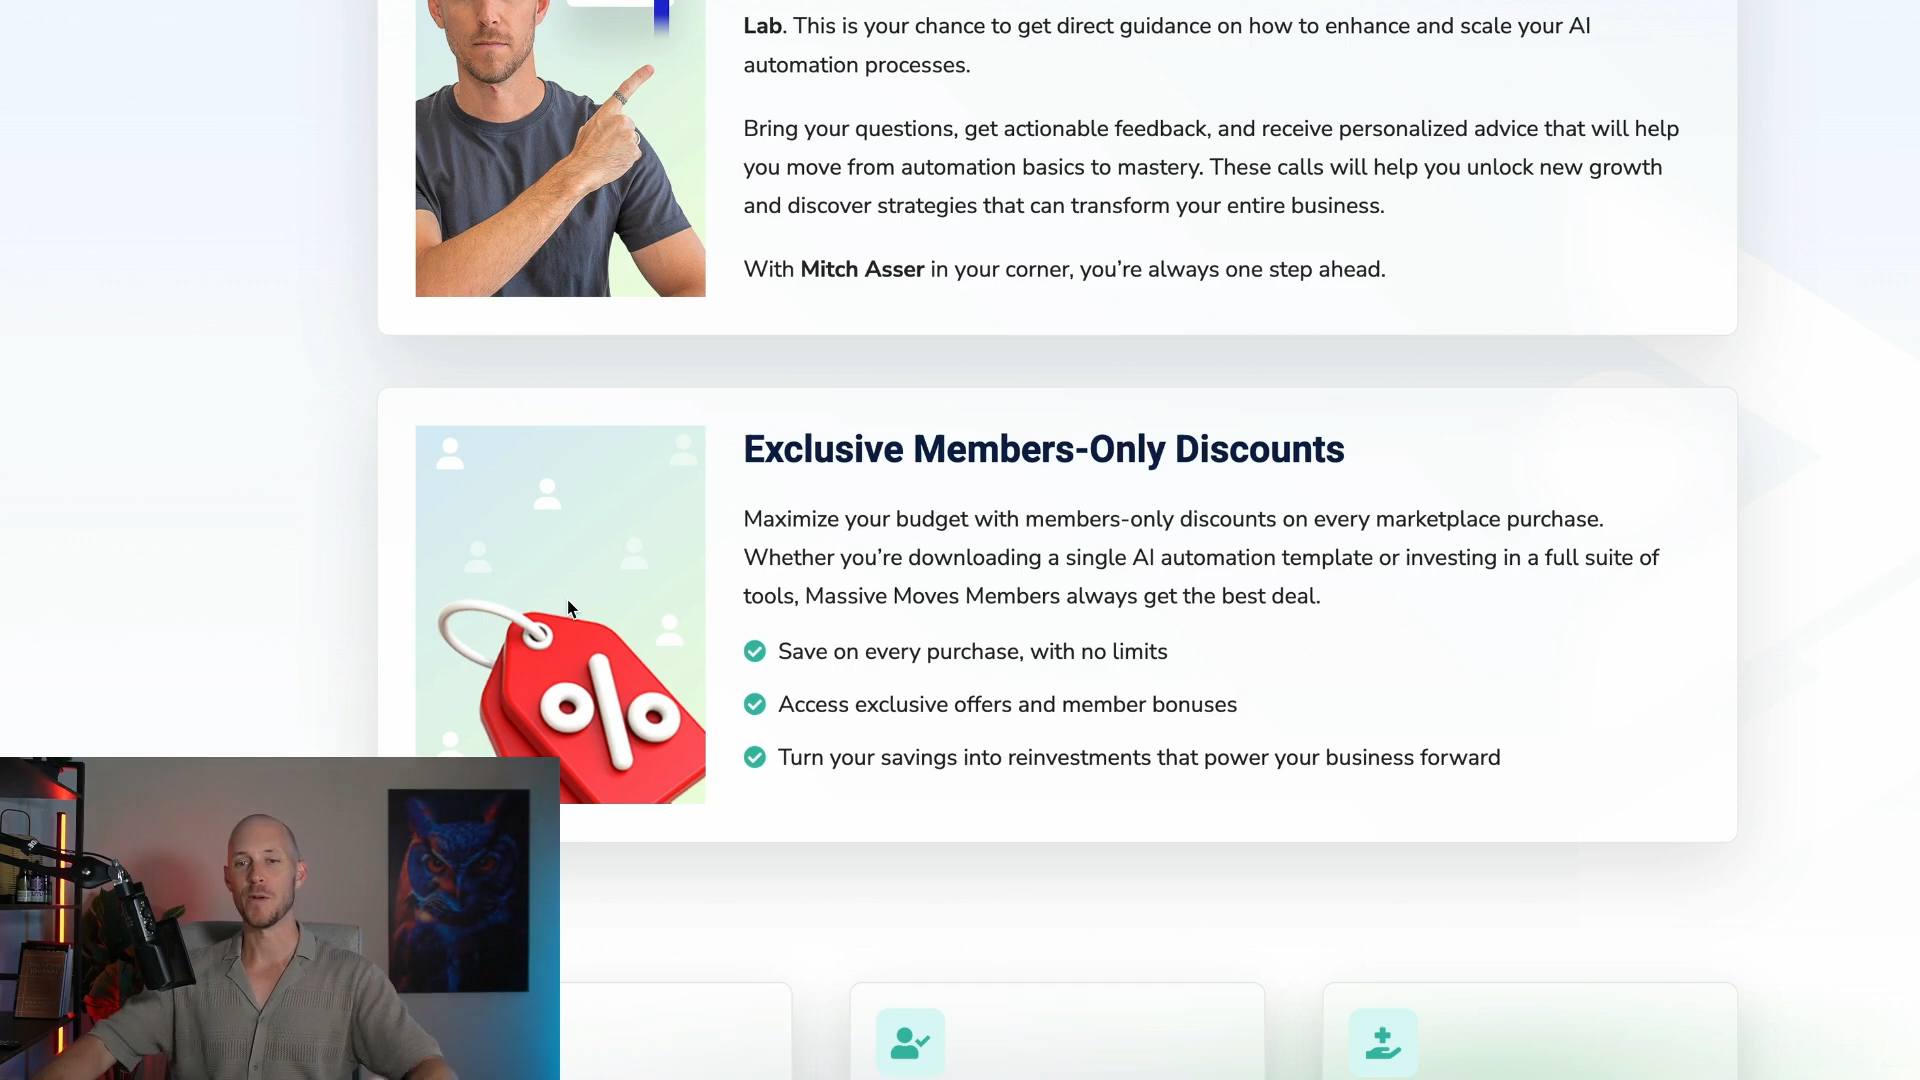 Lab. This is your chance to get direct guidance on how to enhance and scale your AI
automation processes.
Bring your questions, get actionable feedback, and receive personalized advice that will help
you move from automation basics to mastery. These calls will help you unlock new growth
and discover strategies that can transform your entire business.
With Mitch Asser in your corner, you’re always one step ahead.
Exclusive Members-Only Discounts
Maximize your budget with members-only discounts on every marketplace purchase.
Whether you’re downloading a single AI automation template or investing in a full suite of
tools, Massive Moves Members always get the best deal.
Save on every purchase, with no limits
Access exclusive offers and member bonuses
Turn your savings into reinvestments that power your business forward
%